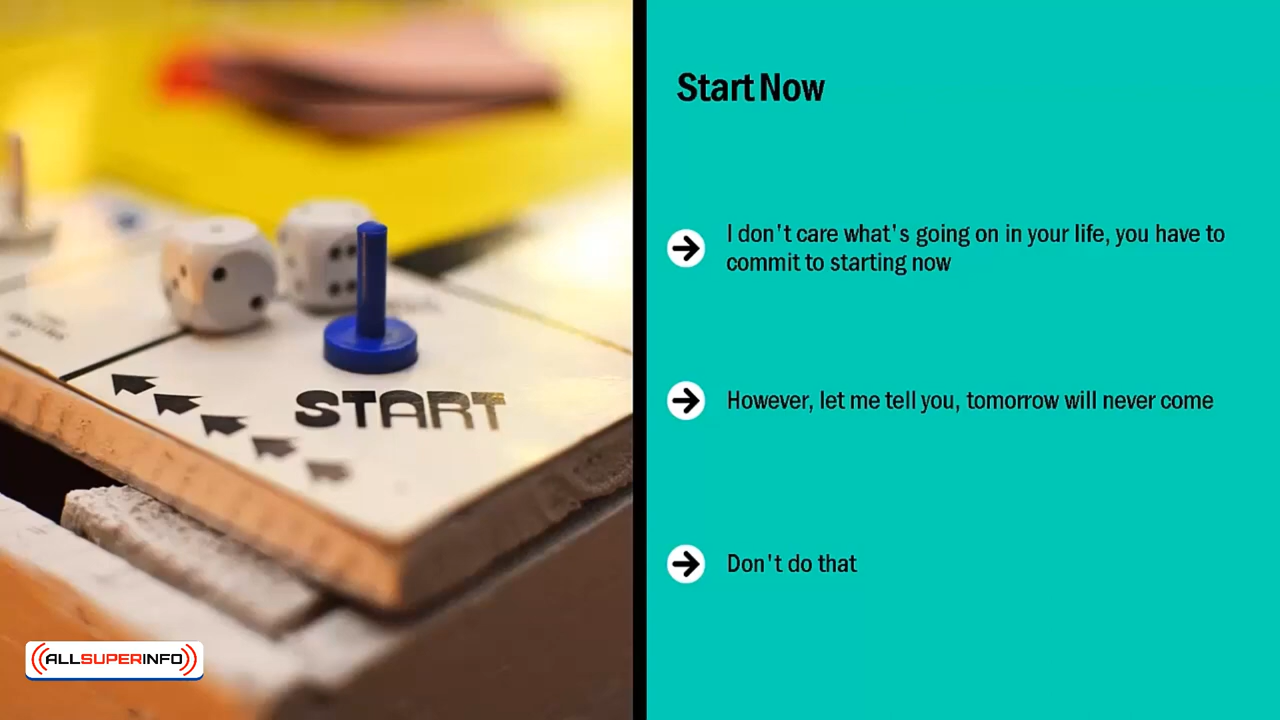 Start Now
I don't care what's going on in your life, you have to
commit to starting now
However, let me tell you, tomorrow will never come
Don't do that
START
ALLSUPERINFO